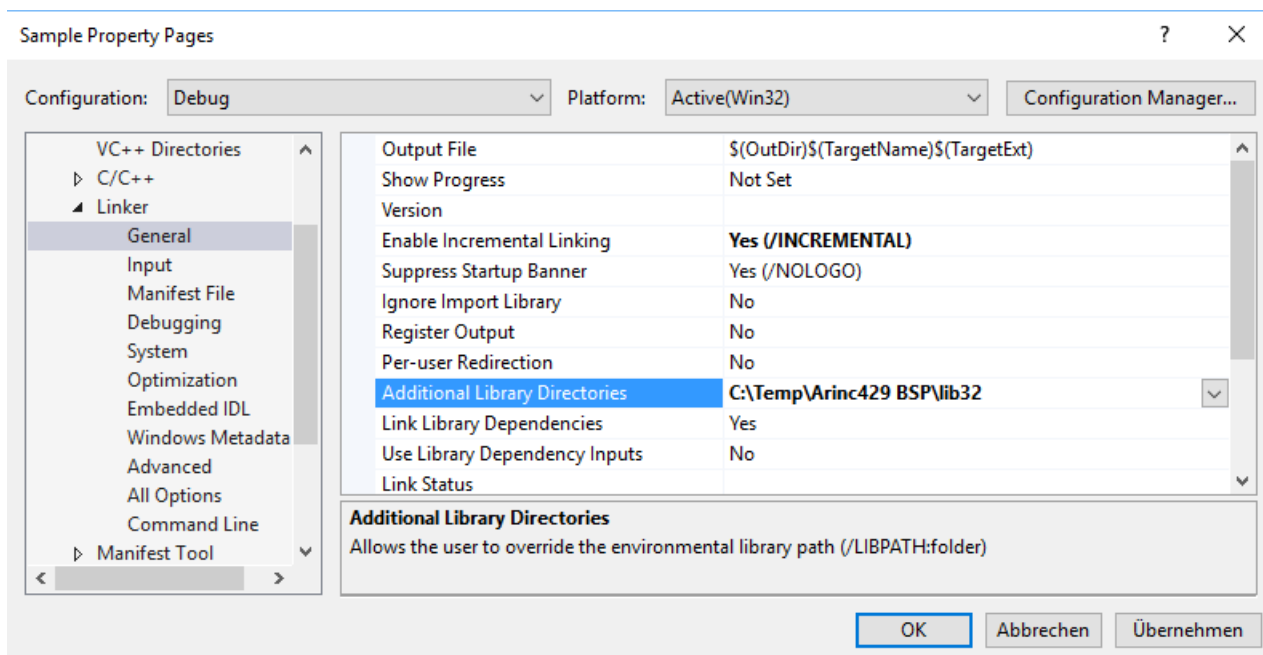 Sample Property Pages
?
Configuration: Debug Platform: Active(Win32) Configuration Manager...
VC++ Directories
C/C++
Linker
General
Input
Manifest File
Debugging
System
Optimization
Embedded IDL
Windows Metadata
Advanced
All Options
Command Line
Manifest Tool
Output File $(OutDir)$(TargetName)$(TargetExt)
Show Progress Not Set
Version
Enable Incremental Linking Yes (/INCREMENTAL)
Suppress Startup Banner Yes (/NOLOGO)
Ignore Import Library No
Register Output No
Per-user Redirection No
Additional Library Directories C:\Temp\Arinc429 BSP\lib32
Link Library Dependencies Yes
Use Library Dependency Inputs No
Link Status
Additional Library Directories
Allows the user to override the environmental library path (/LIBPATH:folder)
OK Abbrechen Übernehmen